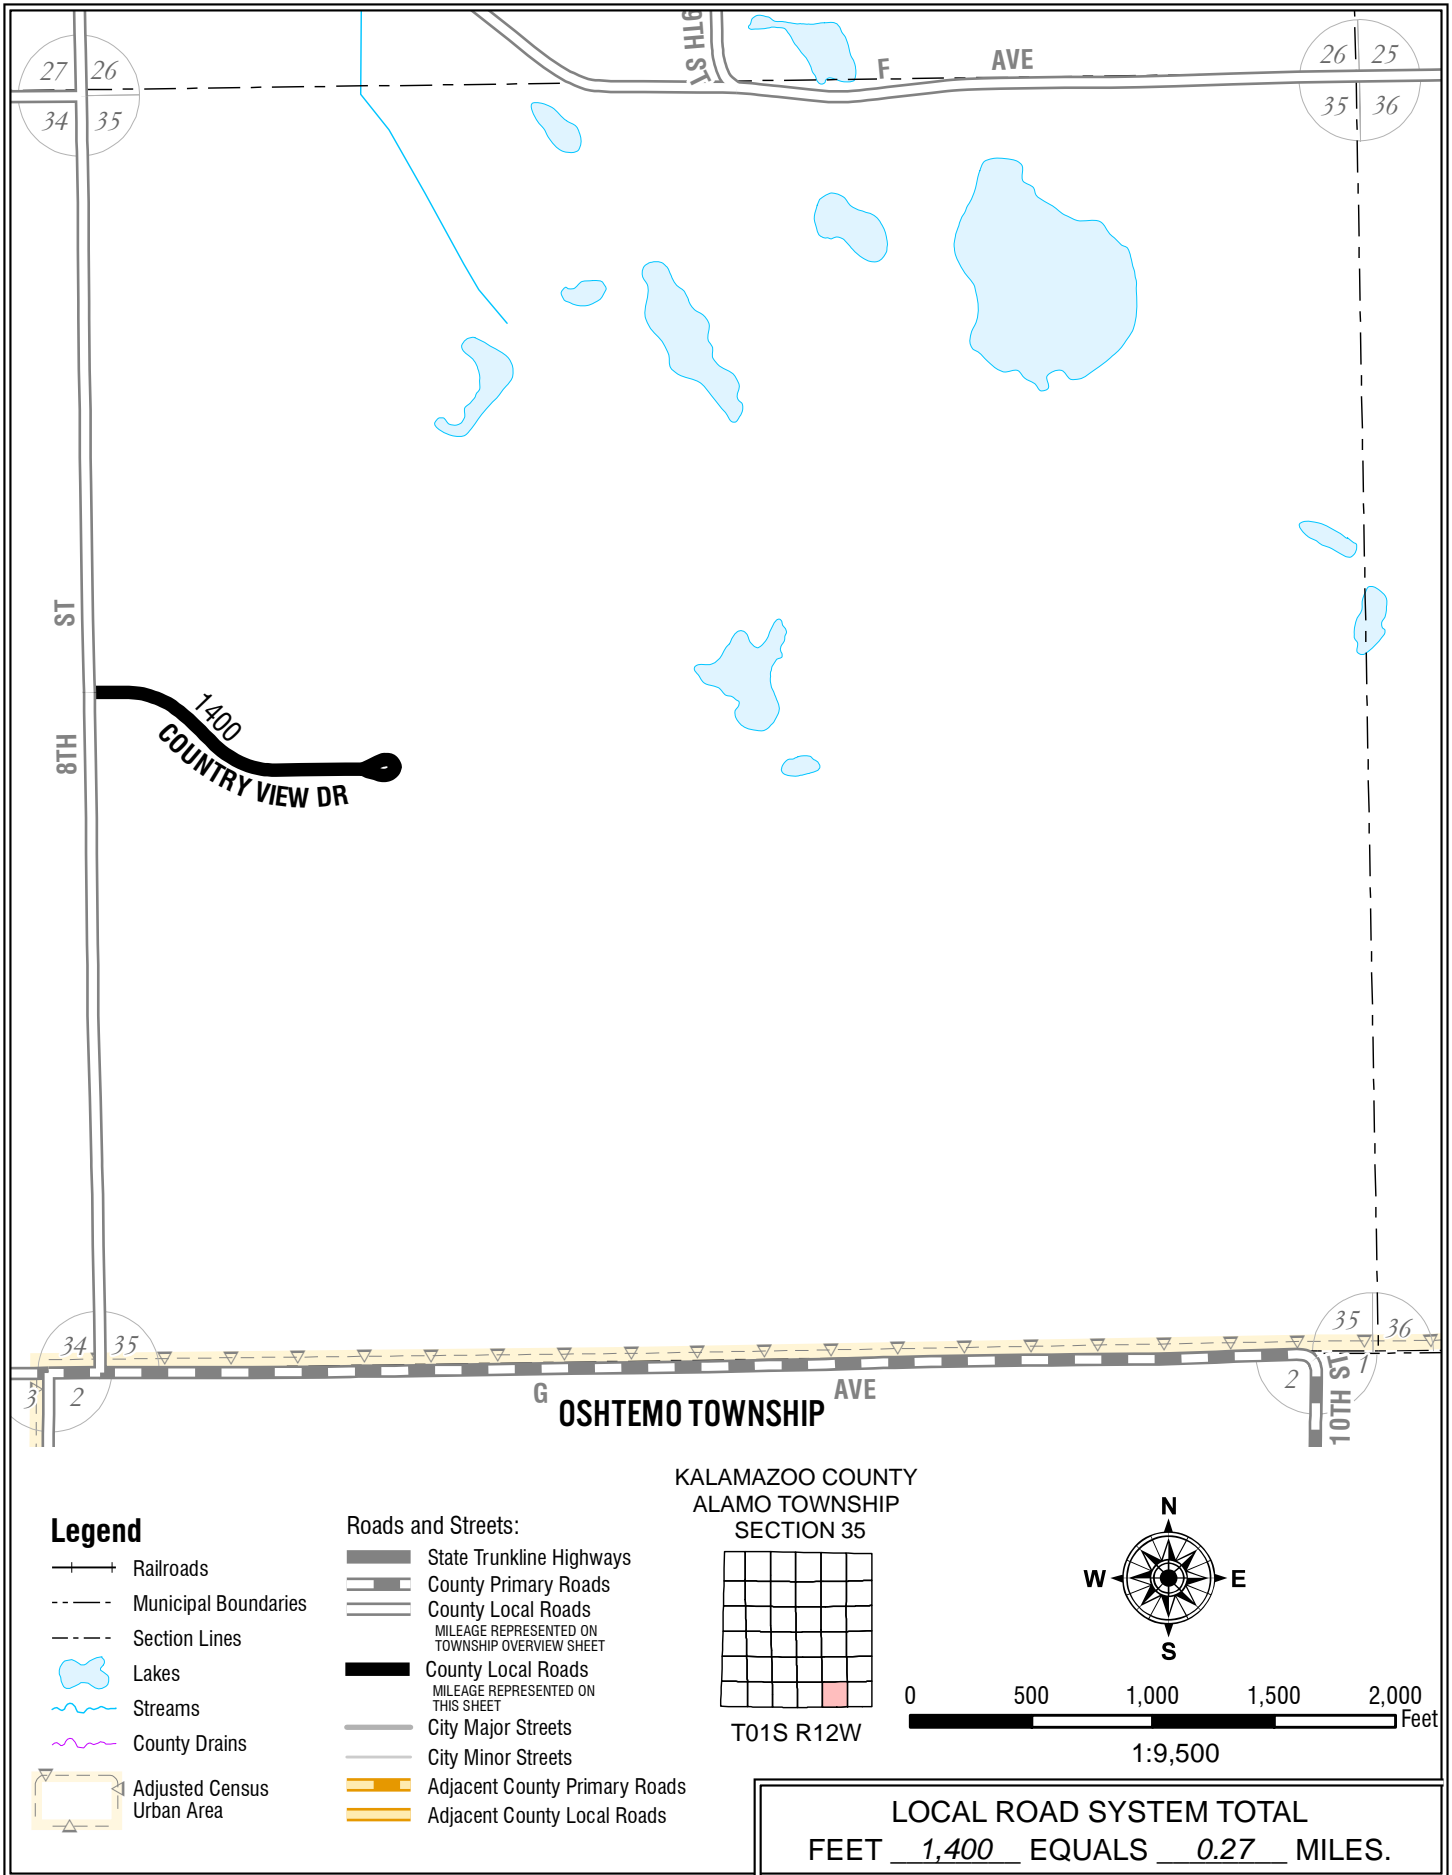 27 26
34 35
9TH ST
F AVE
26 25
35 36
8TH ST
1400
COUNTRY VIEW DR
34 35
3 2
G AVE
35 36
2 1
10TH ST
OSHTEMO TOWNSHIP
Legend
Railroads
Municipal Boundaries
Section Lines
Lakes
Streams
County Drains
Adjusted Census
Urban Area
Roads and Streets:
State Trunkline Highways
County Primary Roads
County Local Roads
MILEAGE REPRESENTED ON
TOWNSHIP OVERVIEW SHEET
County Local Roads
MILEAGE REPRESENTED ON
THIS SHEET
City Major Streets
City Minor Streets
Adjacent County Primary Roads
Adjacent County Local Roads
KALAMAZOO COUNTY
ALAMO TOWNSHIP
SECTION 35
T01S R12W
N
W E
S
0 500 1,000 1,500 2,000
Feet
1:9,500
LOCAL ROAD SYSTEM TOTAL
FEET 1,400 EQUALS 0.27 MILES.